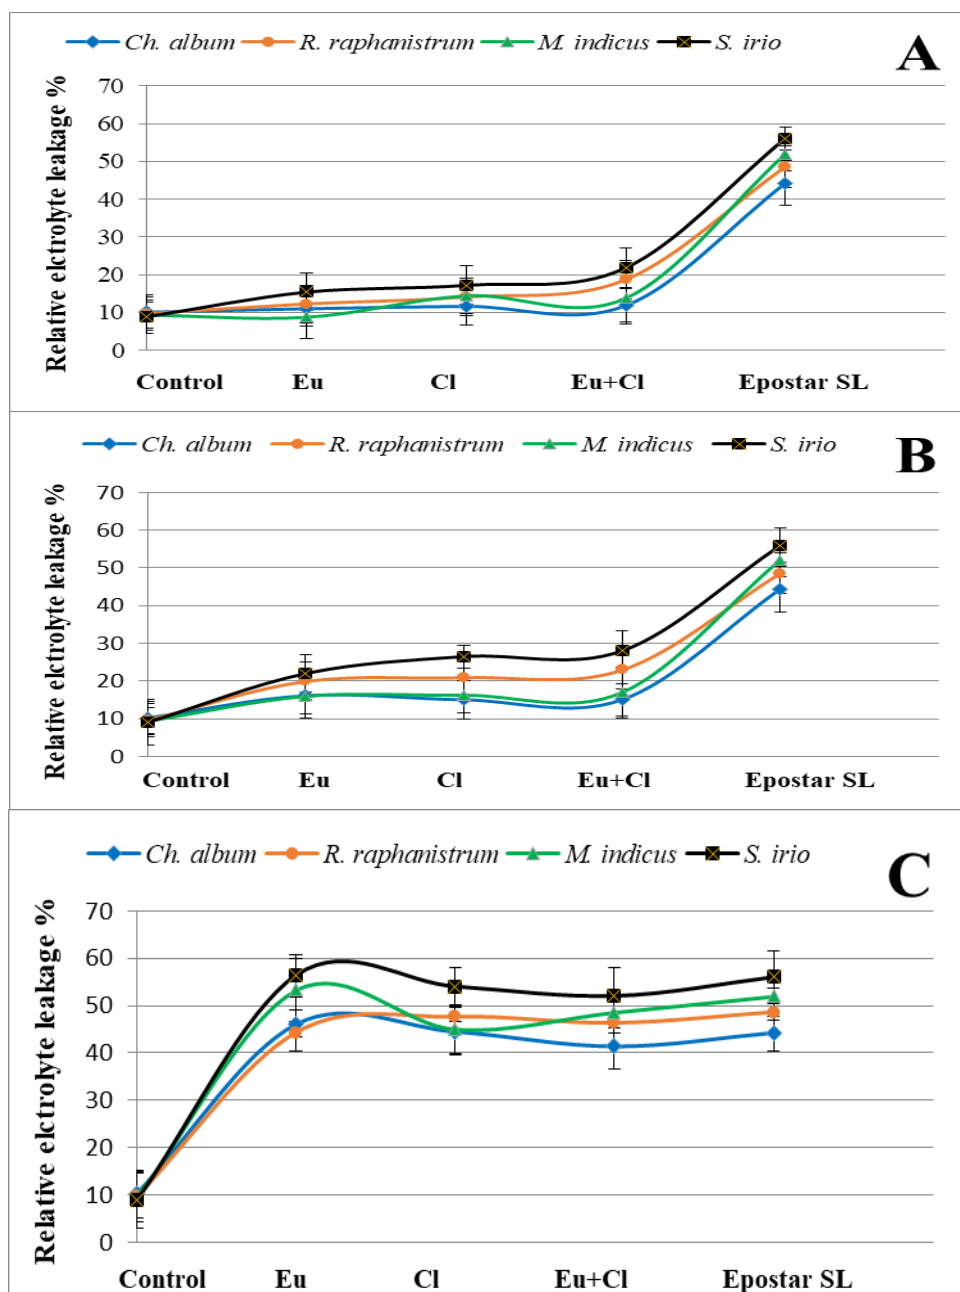 A
Ch. album R. raphanistrum M. indicus S. irio
Relative elctrolyte leakage %
70
60
50
40
30
20
10
0
Control Eu Cl Eu+Cl Epostar SL
B
Ch. album R. raphanistrum M. indicus S. irio
Relative elctrolyte leakage %
70
60
50
40
30
20
10
0
Control Eu Cl Eu+Cl Epostar SL
C
Ch. album R. raphanistrum M. indicus S. irio
Relative elctrolyte leakage %
70
60
50
40
30
20
10
0
Control Eu Cl Eu+Cl Epostar SL